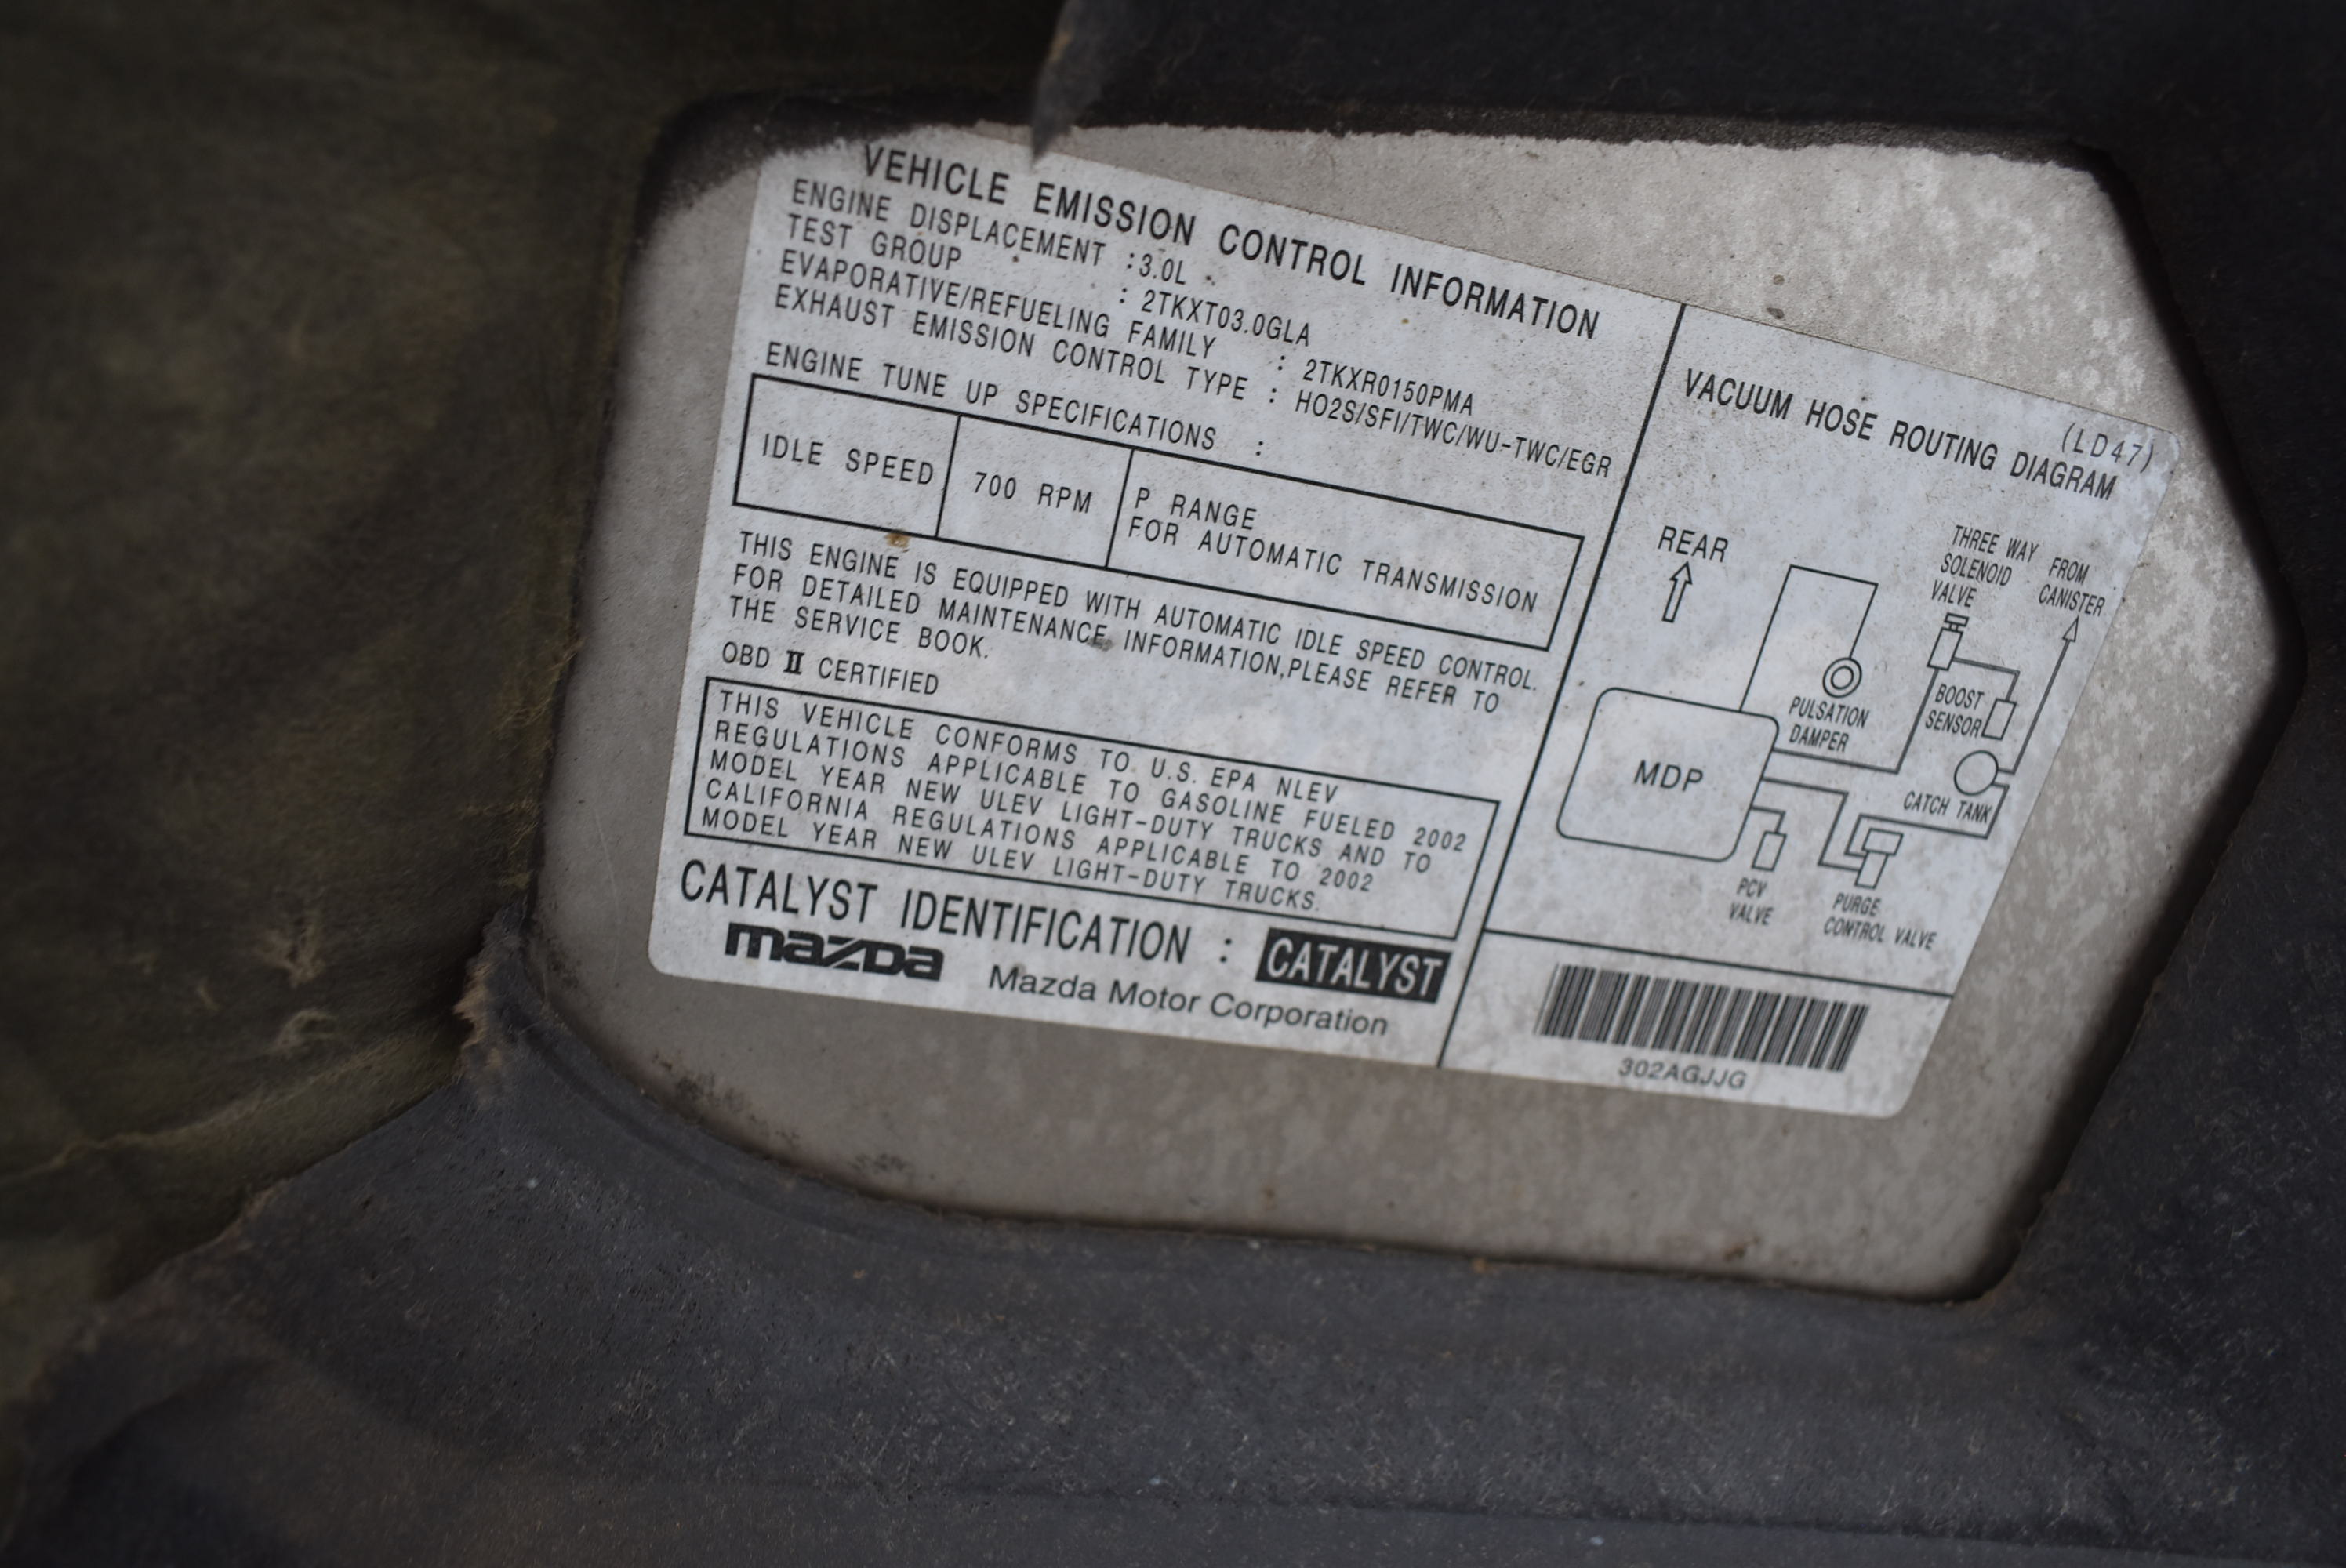 VEHICLE EMISSION CONTROL INFORMATION
ENGINE DISPLACEMENT :3.0L
TEST GROUP : 2TKXT03.0GLA
EVAPORATIVE/REFUELING FAMILY : 2TKXR0150PMA
EXHAUST EMISSION CONTROL TYPE : HO2S/SFI/TWC/WU-TWC/EGR
ENGINE TUNE UP SPECIFICATIONS :
IDLE SPEED
700 RPM
P RANGE
FOR AUTOMATIC TRANSMISSION
THIS ENGINE IS EQUIPPED WITH AUTOMATIC IDLE SPEED CONTROL.
FOR DETAILED MAINTENANCE INFORMATION,PLEASE REFER TO
THE SERVICE BOOK.
OBD II CERTIFIED
THIS VEHICLE CONFORMS TO U.S. EPA NLEV
REGULATIONS APPLICABLE TO GASOLINE FUELED 2002
MODEL YEAR NEW ULEV LIGHT-DUTY TRUCKS AND TO
CALIFORNIA REGULATIONS APPLICABLE TO 2002
MODEL YEAR NEW ULEV LIGHT-DUTY TRUCKS.
CATALYST IDENTIFICATION : CATALYST
mazda Mazda Motor Corporation
(LD47)
VACUUM HOSE ROUTING DIAGRAM
REAR
THREE WAY
SOLENOID
VALVE
FROM
CANISTER
PULSATION
DAMPER
BOOST
SENSOR
MDP
CATCH TANK
PCV
VALVE
PURGE
CONTROL VALVE
302AGJJG